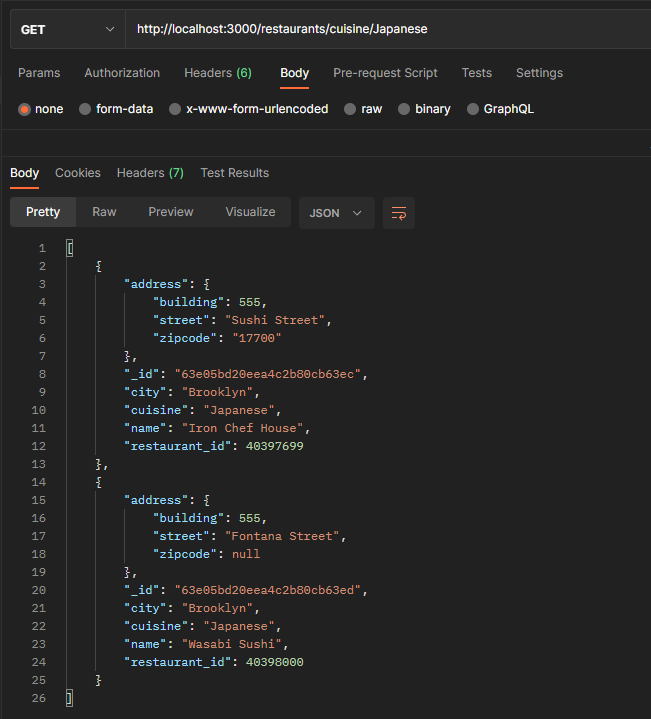 GET http://localhost:3000/restaurants/cuisine/Japanese
Params Authorization Headers (6) Body Pre-request Script Tests Settings
none form-data x-www-form-urlencoded raw binary GraphQL
Body Cookies Headers (7) Test Results
Pretty Raw Preview Visualize JSON
1 [
2 {
3 "address": {
4 "building": 555,
5 "street": "Sushi Street",
6 "zipcode": "17700"
7 },
8 "_id": "63e05bd20eea4c2b80cb63ec",
9 "city": "Brooklyn",
10 "cuisine": "Japanese",
11 "name": "Iron Chef House",
12 "restaurant_id": 40397699
13 },
14 {
15 "address": {
16 "building": 555,
17 "street": "Fontana Street",
18 "zipcode": null
19 },
20 "_id": "63e05bd20eea4c2b80cb63ed",
21 "city": "Brooklyn",
22 "cuisine": "Japanese",
23 "name": "Wasabi Sushi",
24 "restaurant_id": 40398000
25 }
26 ]